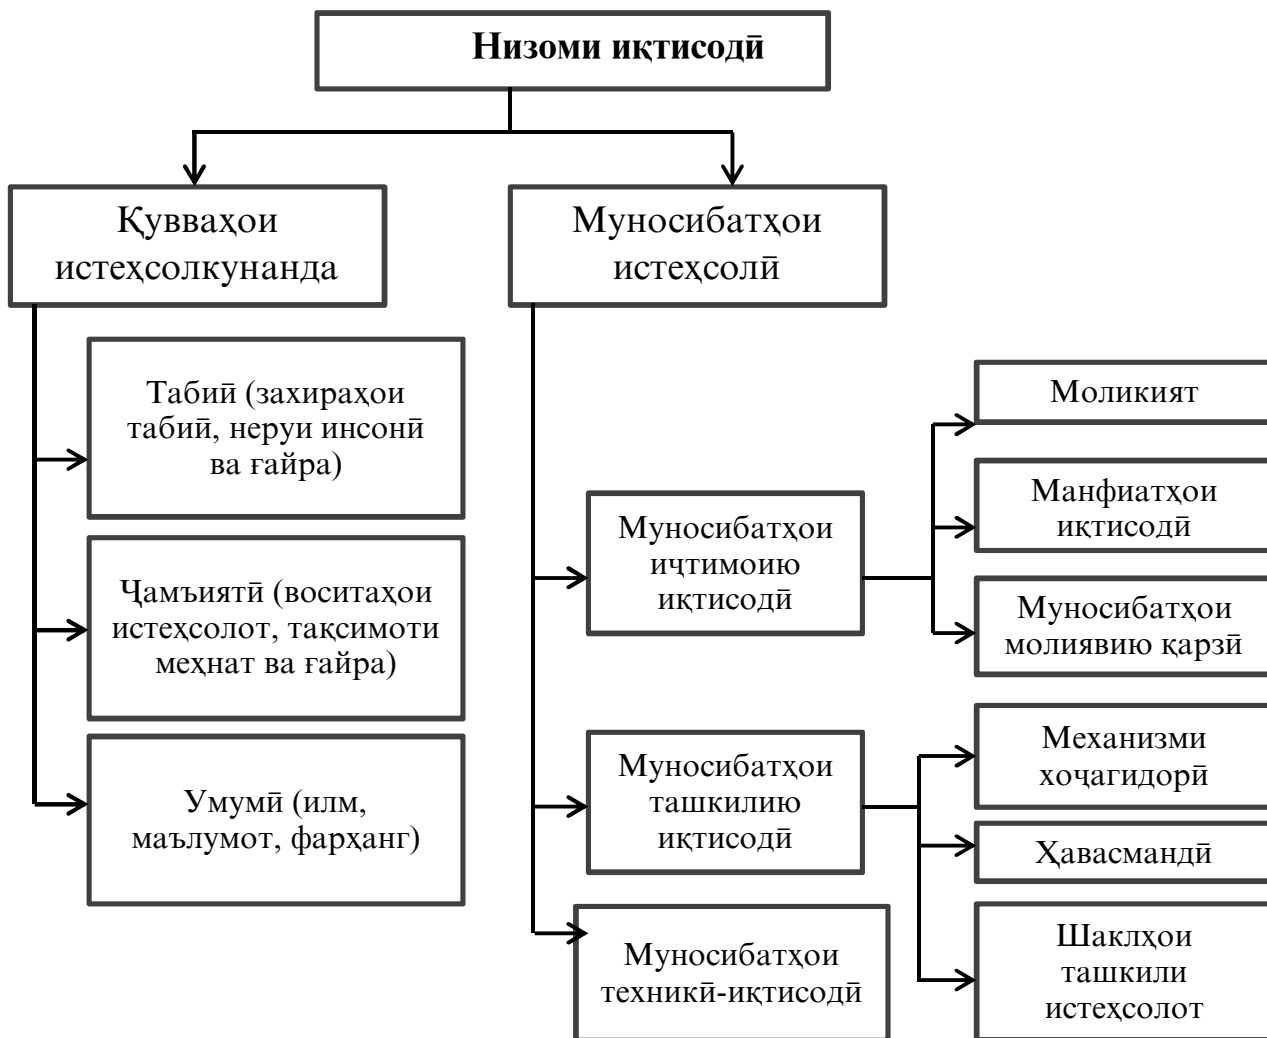 Низоми иқтисодӣ
Қувваҳои
истеҳсолкунанда
Муносибатҳои
истеҳсолӣ
Табиӣ (захираҳои
табиӣ, неруи инсонӣ
ва ғайра)
Ҷамъиятӣ (воситаҳои
истеҳсолот, тақсимоти
меҳнат ва ғайра)
Умумӣ (илм,
маълумот, фарҳанг)
Муносибатҳои
иҷтимоию
иқтисодӣ
Моликият
Манфиатҳои
иқтисодӣ
Муносибатҳои
молиявию қарзӣ
Муносибатҳои
ташкилию
иқтисодӣ
Механизми
хоҷагидорӣ
Ҳавасмандӣ
Шаклҳои
ташкили
истеҳсолот
Муносибатҳои
техникӣ-иқтисодӣ